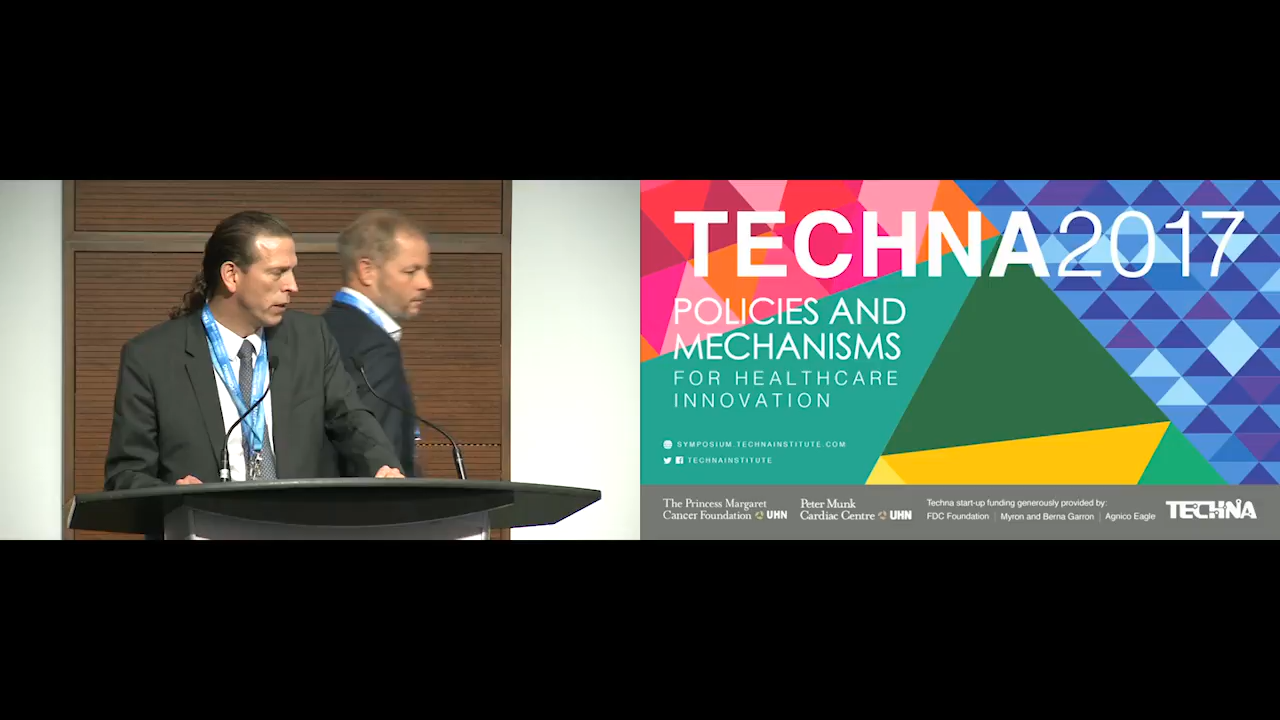 TECHNA2017
POLICIES AND
MECHANISMS
FOR HEALTHCARE
INNOVATION
SYMPOSIUM.TECHNAINSTITUTE.COM
TECHNAINSTITUTE
The Princess Margaret
Cancer Foundation UHN
Peter Munk
Cardiac Centre UHN
Techna start-up funding generously provided by:
FDC Foundation | Myron and Berna Garron | Agnico Eagle
TECHNA